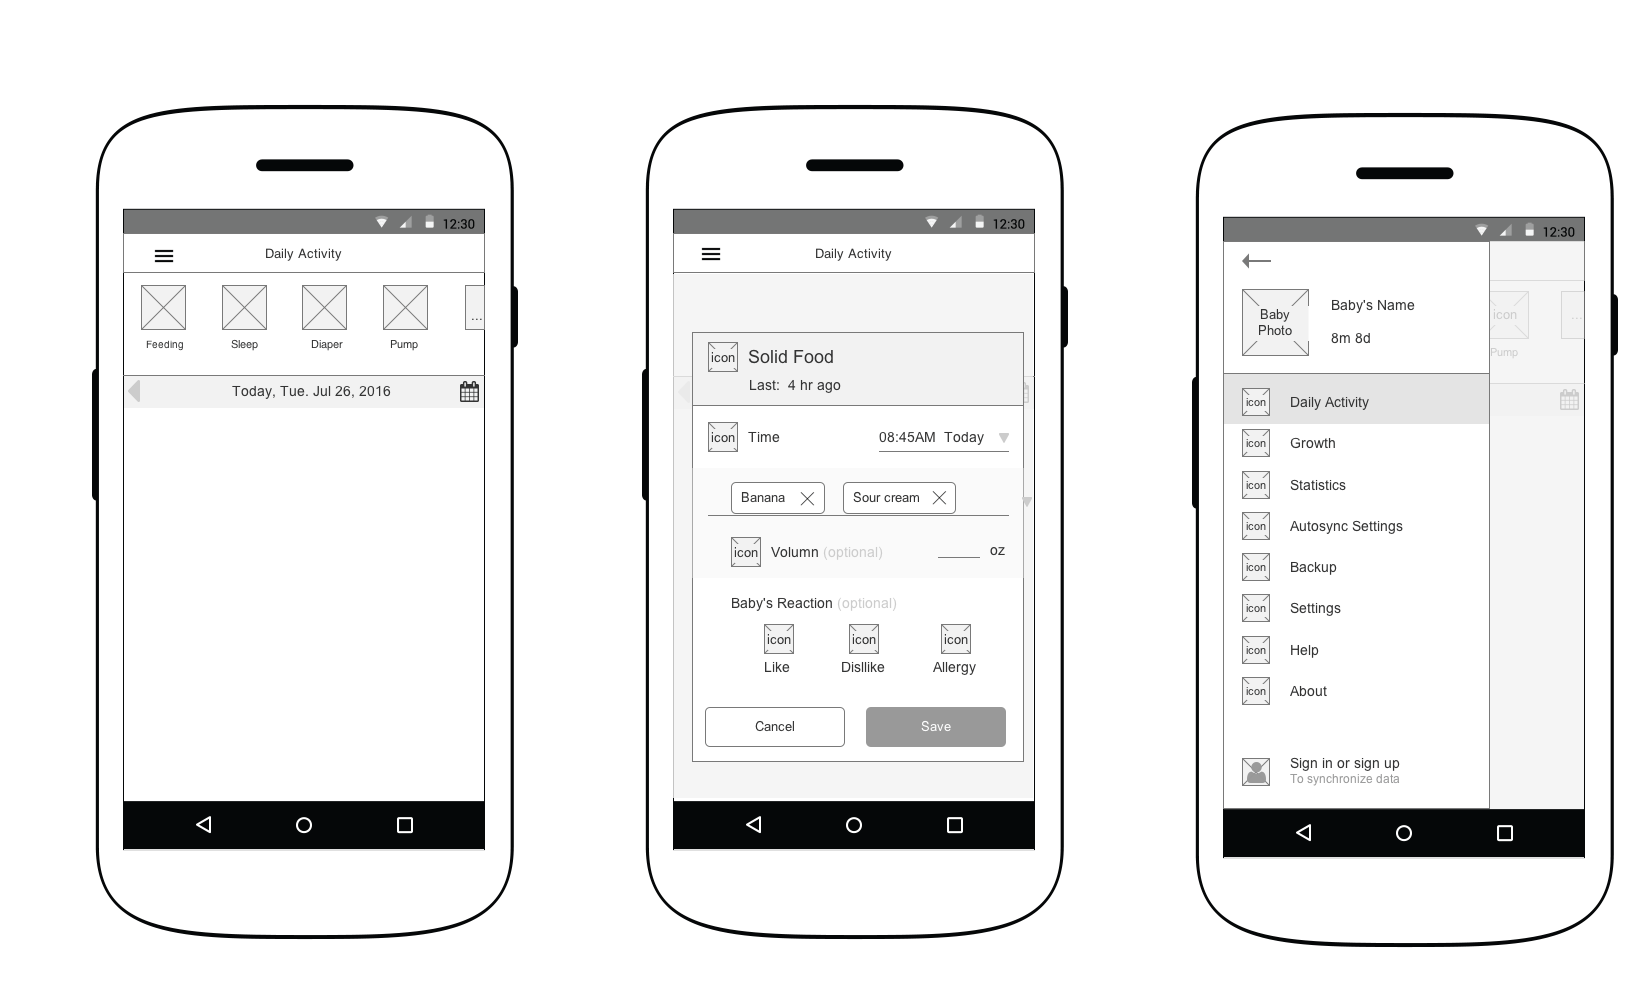 12:30
Daily Activity
...
Feeding Sleep Diaper Pump
Today, Tue. Jul 26, 2016
12:30
Daily Activity
icon Solid Food
Last: 4 hr ago
icon Time 08:45AM Today
Banana Sour cream
icon Volumn (optional) oz
Baby's Reaction (optional)
icon icon icon
Like Disllike Allergy
Cancel Save
12:30
Baby
Photo
Baby's Name
8m 8d
icon ...
Pump
icon Daily Activity
icon Growth
icon Statistics
icon Autosync Settings
icon Backup
icon Settings
icon Help
icon About
Sign in or sign up
To synchronize data